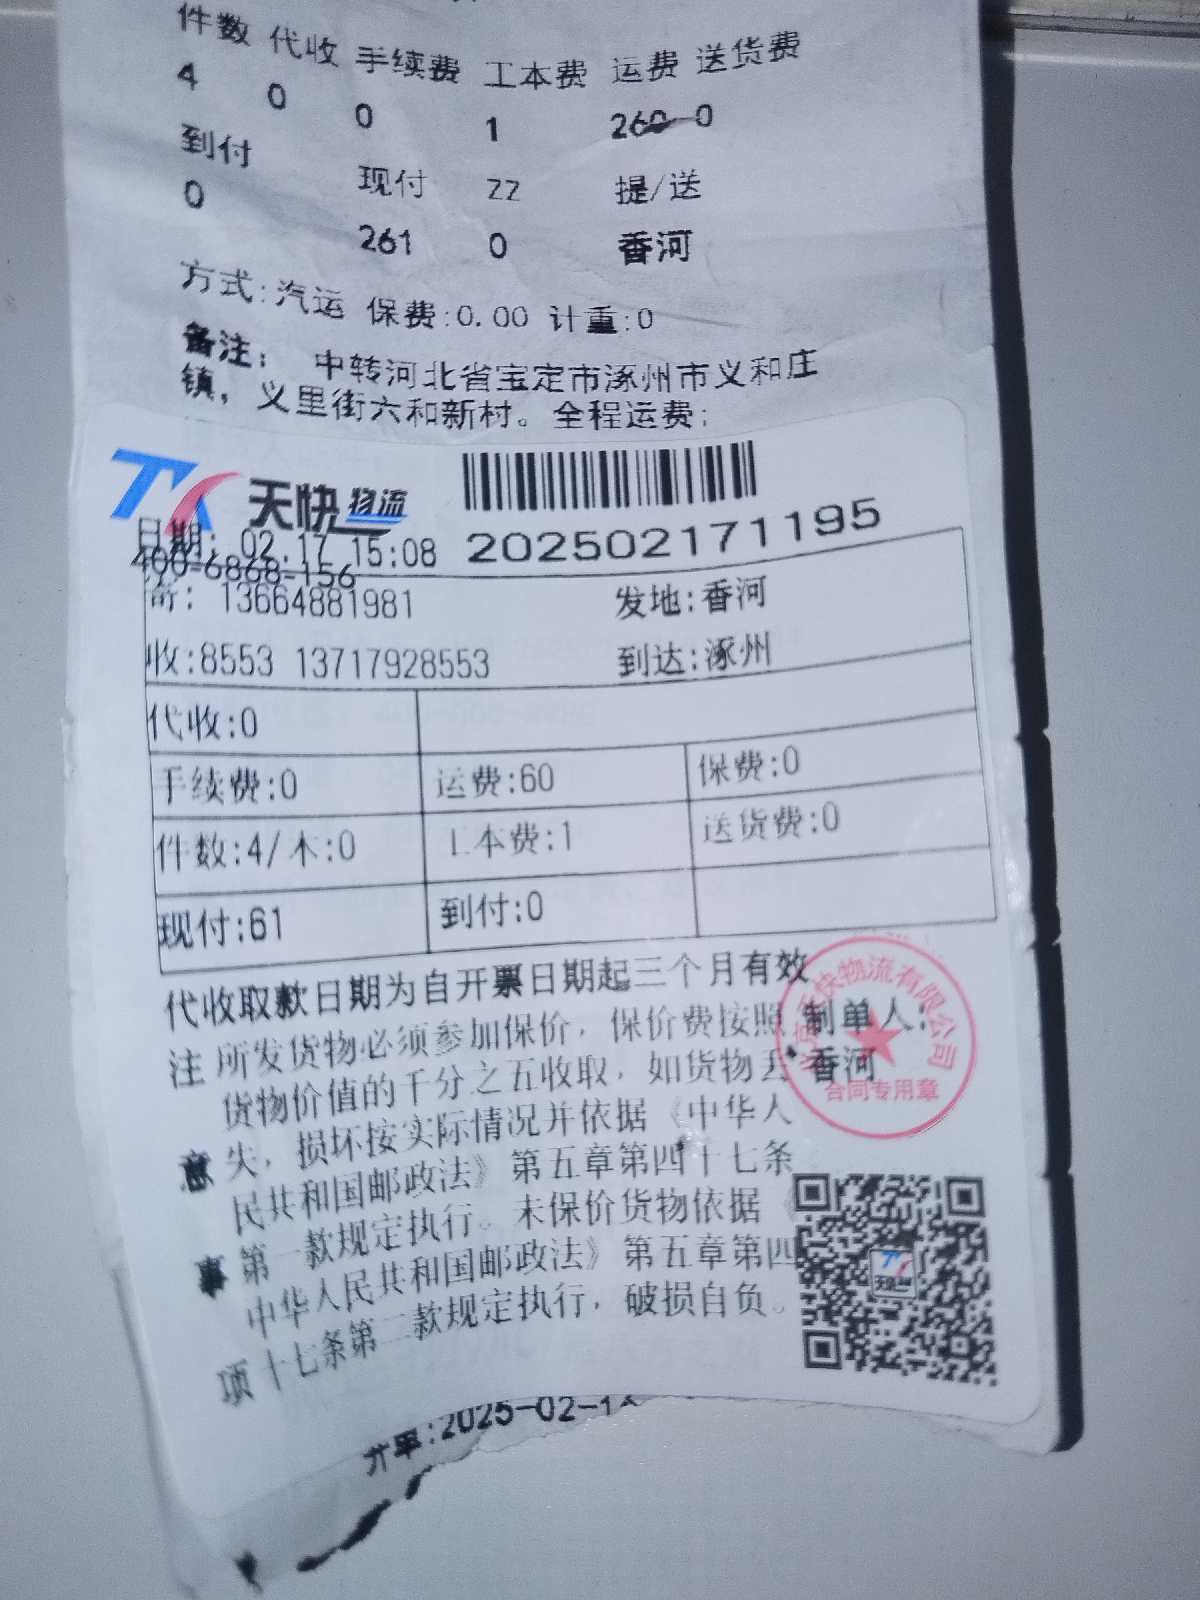 件数 代收 手续费 工本费 运费 送货费
4 0 0 1 260 0
到付 现付 ZZ 提/送
0 261 0 香河
方式:汽运 保费:0.00 计重:0
备注: 中转河北省宝定市涿州市义和庄
镇，义里街六和新村。全程运费;
TK 天快物流
202502171195
日期: 02.17 15:08
400-6868-156
13664881981 发地:香河
收:8553 13717928553 到达:涿州
代收:0
手续费:0 运费:60 保费:0
件数:4/木:0 工本费:1 送货费:0
现付:61 到付:0
代收取款日期为自开票日期起三个月有效
注 所发货物必须参加保价，保价费按照
货物价值的千分之五收取，如货物丢
意 失，损坏按实际情况并依据《中华人
民共和国邮政法》第五章第四十七条
第一款规定执行。未保价货物依据《
事 中华人民共和国邮政法》第五章第四
项 十七条第二款规定执行，破损自负。
制单人:
香河
快物流有限公司
合同专用章
天快
开单:2025-02-1